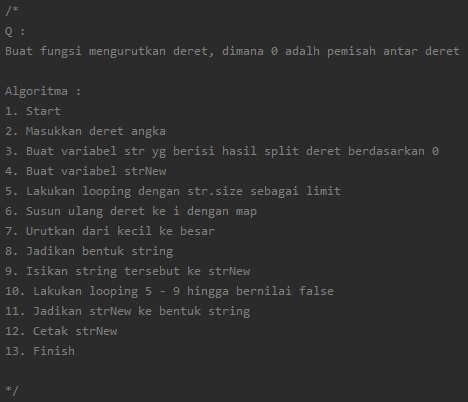 /*
Q :
Buat fungsi mengurutkan deret, dimana 0 adalh pemisah antar deret
Algoritma :
1. Start
2. Masukkan deret angka
3. Buat variabel str yg berisi hasil split deret berdasarkan 0
4. Buat variabel strNew
5. Lakukan looping dengan str.size sebagai limit
6. Susun ulang deret ke i dengan map
7. Urutkan dari kecil ke besar
8. Jadikan bentuk string
9. Isikan string tersebut ke strNew
10. Lakukan looping 5 - 9 hingga bernilai false
11. Jadikan strNew ke bentuk string
12. Cetak strNew
13. Finish
*/